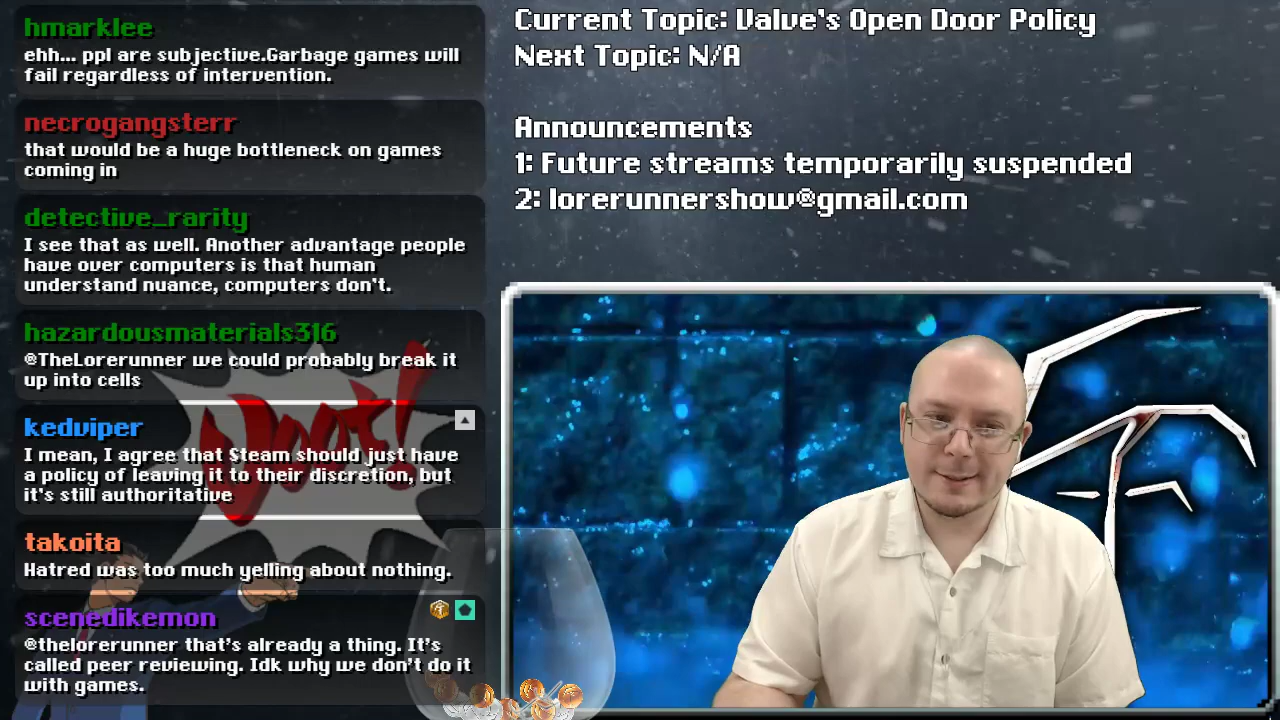 hmarklee
ehh... ppl are subjective.Garbage games will
fail regardless of intervention.
necrogangsterr
that would be a huge bottleneck on games
coming in
detective_rarity
I see that as well. Another advantage people
have over computers is that human
understand nuance, computers don't.
hazardousmaterials316
@TheLorerunner we could probably break it
up into cells
kedviper
I mean, I agree that Steam should just have
a policy of leaving it to their discretion, but
it's still authoritative
takoita
Hatred was too much yelling about nothing.
scenedikemon
@thelorerunner that's already a thing. It's
called peer reviewing. Idk why we don't do it
with games.
Doot!
Current Topic: Valve's Open Door Policy
Next Topic: N/A
Announcements
1: Future streams temporarily suspended
2: lorerunnershow@gmail.com